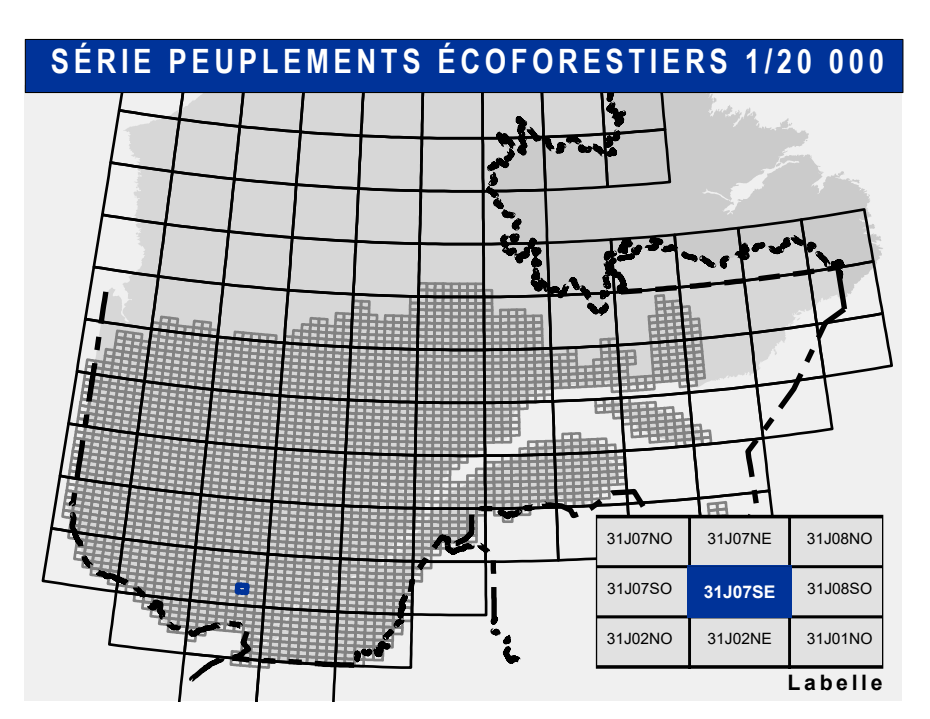 SÉRIE PEUPLEMENTS ÉCOFORESTIERS 1/20 000
31J07NO 31J07NE 31J08NO
31J07SO 31J07SE 31J08SO
31J02NO 31J02NE 31J01NO
Labelle